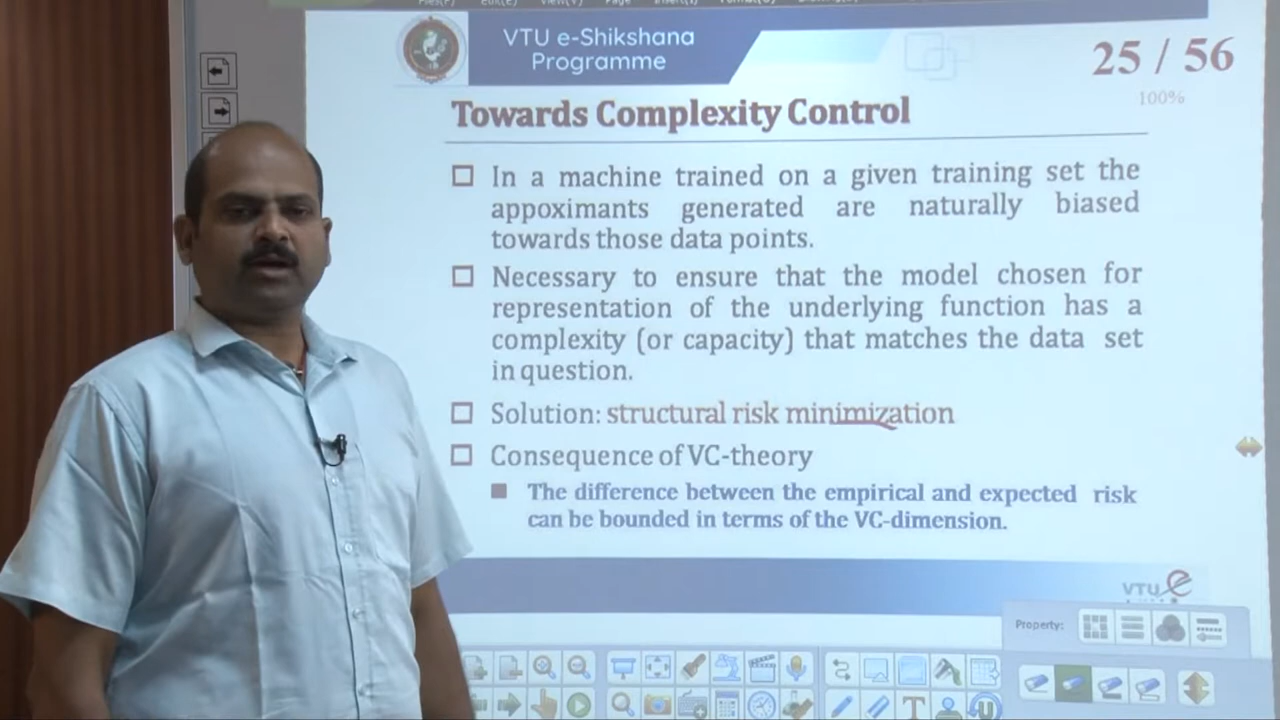 VTU e-Shikshana
Programme
25 / 56
100%
Towards Complexity Control
In a machine trained on a given training set the
appoximants generated are naturally biased
towards those data points.
Necessary to ensure that the model chosen for
representation of the underlying function has a
complexity (or capacity) that matches the data set
in question.
Solution: structural risk minimization
Consequence of VC-theory
The difference between the empirical and expected risk
can be bounded in terms of the VC-dimension.
VTU e
Property: